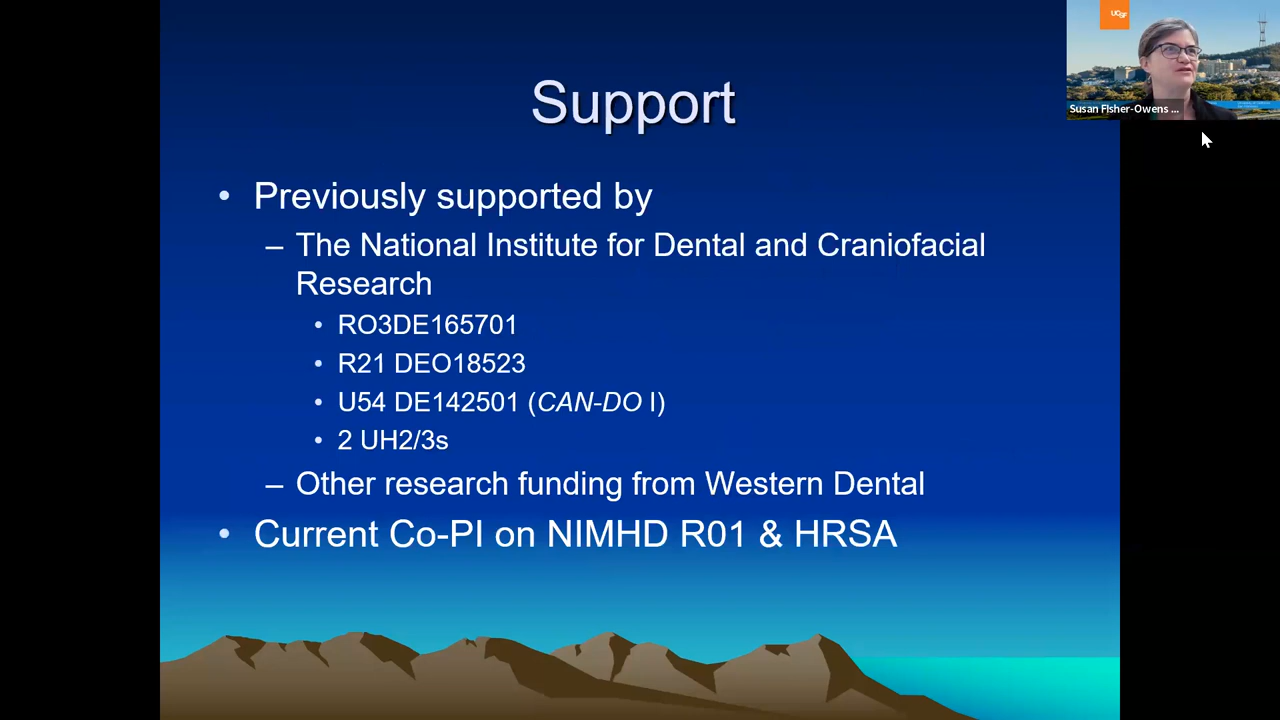 Support
• Previously supported by
– The National Institute for Dental and Craniofacial
Research
• RO3DE165701
• R21 DEO18523
• U54 DE142501 (CAN-DO I)
• 2 UH2/3s
– Other research funding from Western Dental
• Current Co-PI on NIMHD R01 & HRSA
UCSF
Susan FIsher-Owens ...